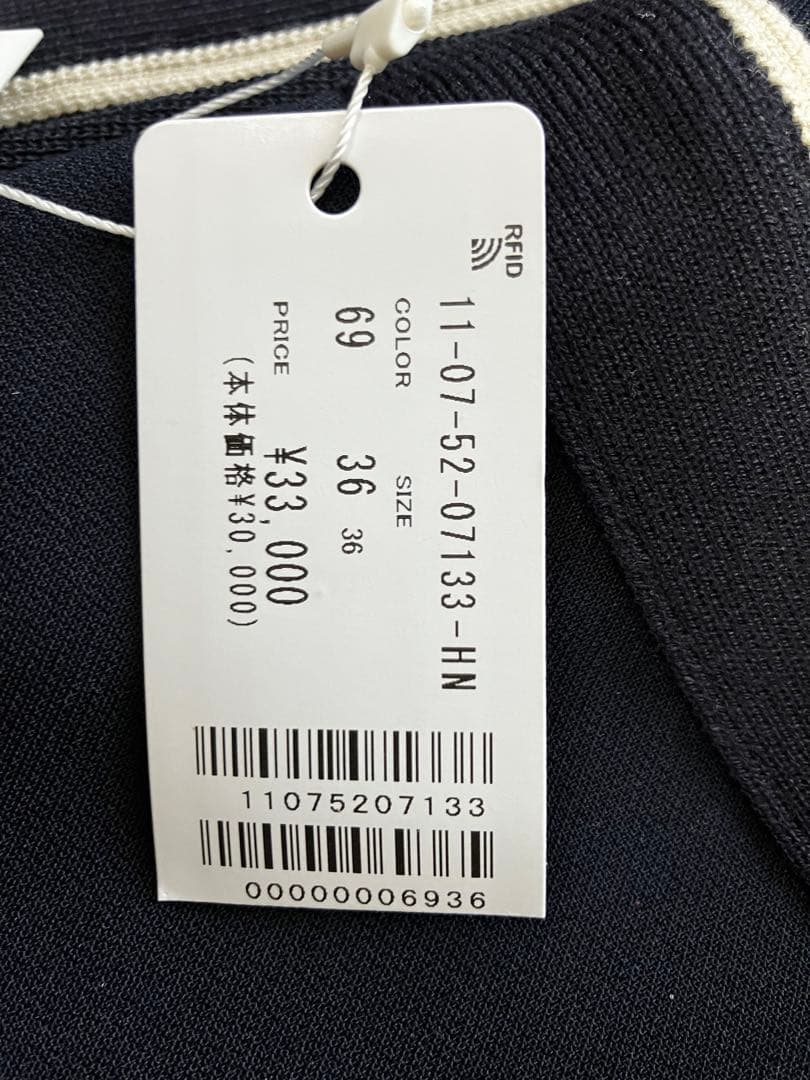 RFID
11-07-52-07133-HN
COLOR SIZE
69 36 36
PRICE ¥33,000
(本体価格¥30,000)
11075207133
00000006936